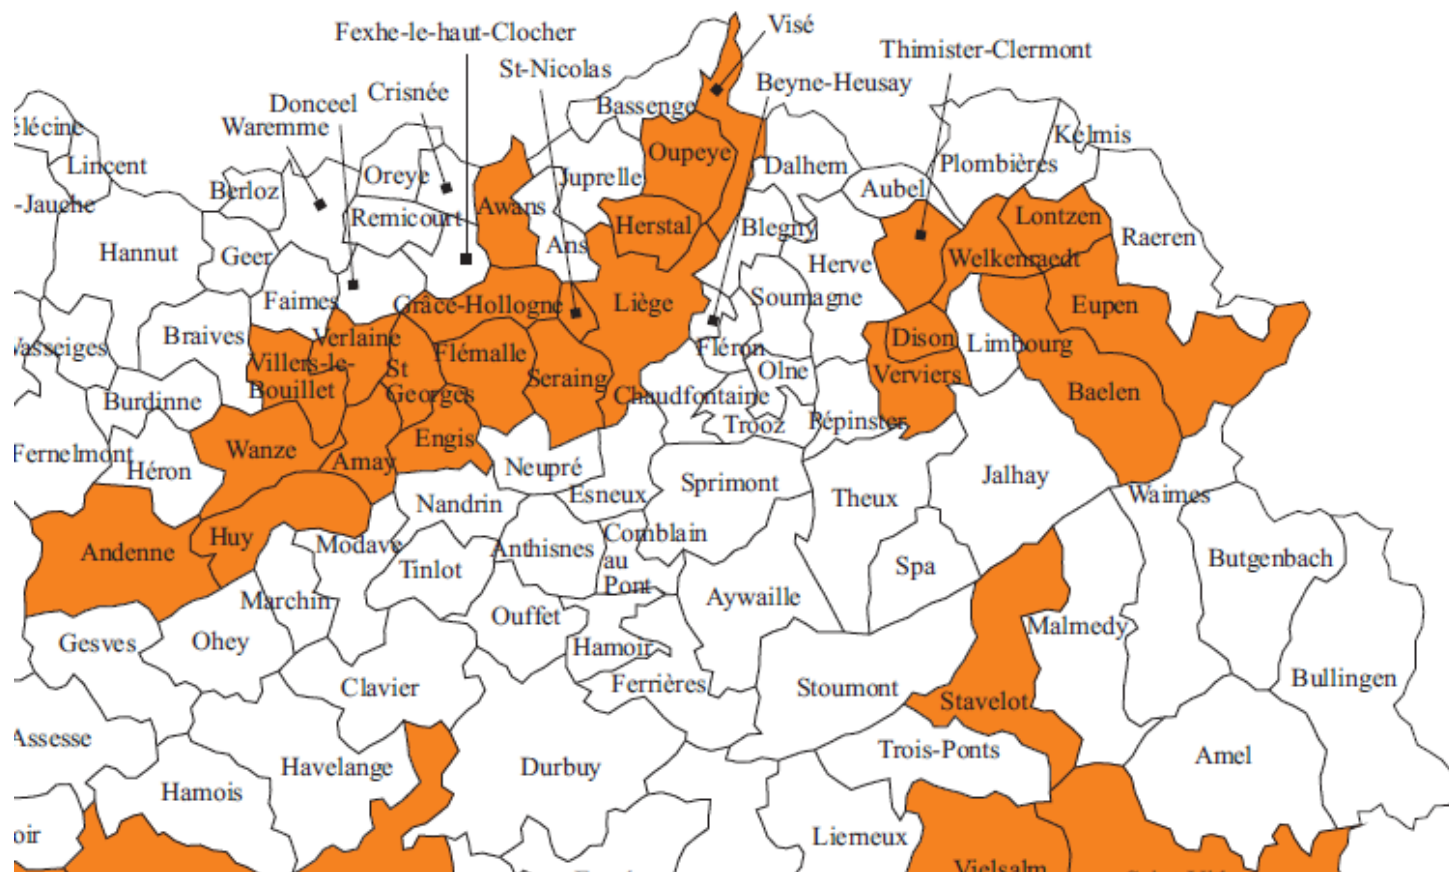 Visé
Fexhe-le-haut-Clocher
Thimister-Clermont
St-Nicolas
Beyne-Heusay
Crisnée
Donceel
Bassenge
Waremme
élécine
Kelmis
Oupeye
Lincent
Dalhem
Plombières
Oreye
Juprelle
Berloz
Aubel
-Jauche
Remicourt
Awans
Lontzen
Herstal
Blegny
Raeren
Ans
Hannut
Geer
Welkenraedt
Herve
Faimes
Grâce-Hollogne
Liège
Soumagne
Eupen
Braives
Verlaine
Dison
Limbourg
Wasseiges
Flémalle
Fléron
Villers-le-
Bouillet
St
Georges
Olne
Seraing
Verviers
Chaudfontaine
Baelen
Burdinne
Trooz
Pépinster
Engis
Wanze
Fernelmont
Amay
Neupré
Héron
Jalhay
Sprimont
Esneux
Theux
Waimes
Nandrin
Comblain
au
Pont
Huy
Modave
Anthisnes
Andenne
Butgenbach
Tinlot
Spa
Marchin
Aywaille
Ouffet
Malmedy
Gesves
Ohey
Hamoir
Bullingen
Clavier
Ferrières
Stoumont
Stavelot
Assesse
Trois-Ponts
Amel
Havelange
Durbuy
Hamois
oir
Lierneux
Vielsalm